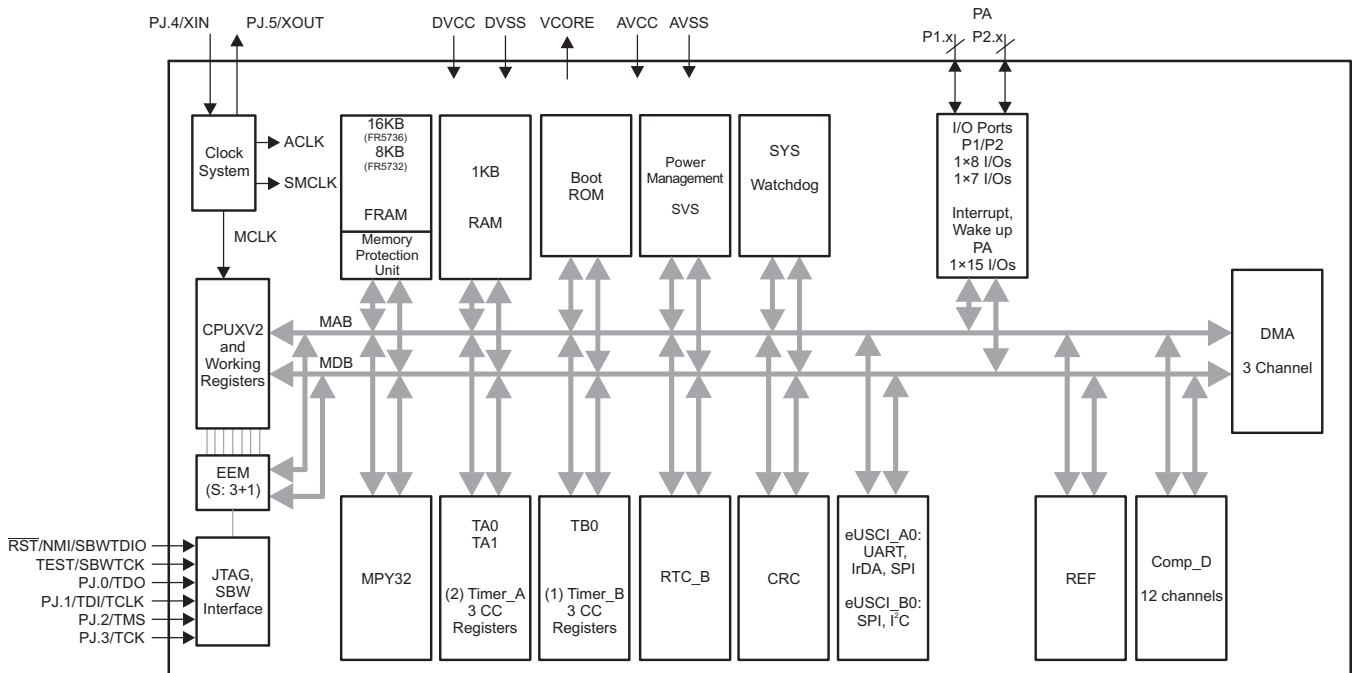 PJ.4/XIN
PJ.5/XOUT
DVCC
DVSS
VCORE
AVCC
AVSS
PA
P1.x
P2.x
Clock
System
ACLK
SMCLK
MCLK
16KB
(FR5736)
8KB
(FR5732)
FRAM
Memory
Protection
Unit
1KB
RAM
Boot
ROM
Power
Management
SVS
SYS
Watchdog
I/O Ports
P1/P2
1×8 I/Os
1×7 I/Os
Interrupt,
Wake up
PA
1×15 I/Os
CPUXV2
and
Working
Registers
MAB
MDB
DMA
3 Channel
EEM
(S: 3+1)
RST/NMI/SBWTDIO
TEST/SBWTCK
PJ.0/TDO
PJ.1/TDI/TCLK
PJ.2/TMS
PJ.3/TCK
JTAG,
SBW
Interface
MPY32
TA0
TA1
(2) Timer_A
3 CC
Registers
TB0
(1) Timer_B
3 CC
Registers
RTC_B
CRC
eUSCI_A0:
UART,
IrDA, SPI
eUSCI_B0:
SPI, I²C
REF
Comp_D
12 channels